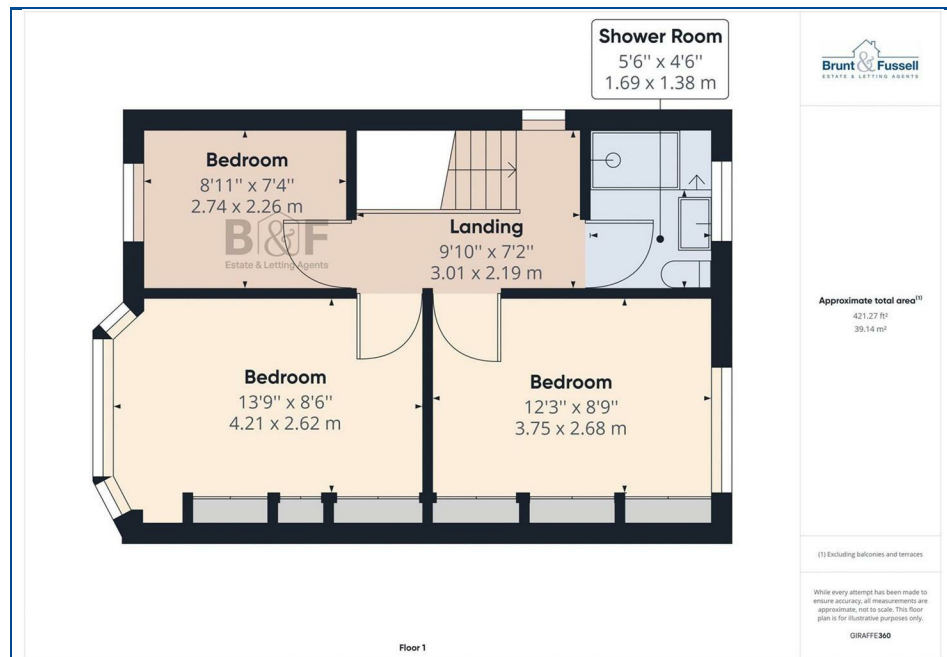 Shower Room
5'6" x 4'6"
1.69 x 1.38 m
Brunt & Fussell
ESTATE & LETTING AGENTS
Bedroom
8'11" x 7'4"
2.74 x 2.26 m
B&F
Estate & Letting Agents
Landing
9'10" x 7'2"
3.01 x 2.19 m
Bedroom
13'9" x 8'6"
4.21 x 2.62 m
Bedroom
12'3" x 8'9"
3.75 x 2.68 m
Approximate total area(1)
421.27 ft²
39.14 m²
(1) Excluding balconies and terraces
While every attempt has been made to
ensure accuracy, all measurements are
approximate, not to scale. This floor
plan is for illustrative purposes only.
GIRAFFE360
Floor 1